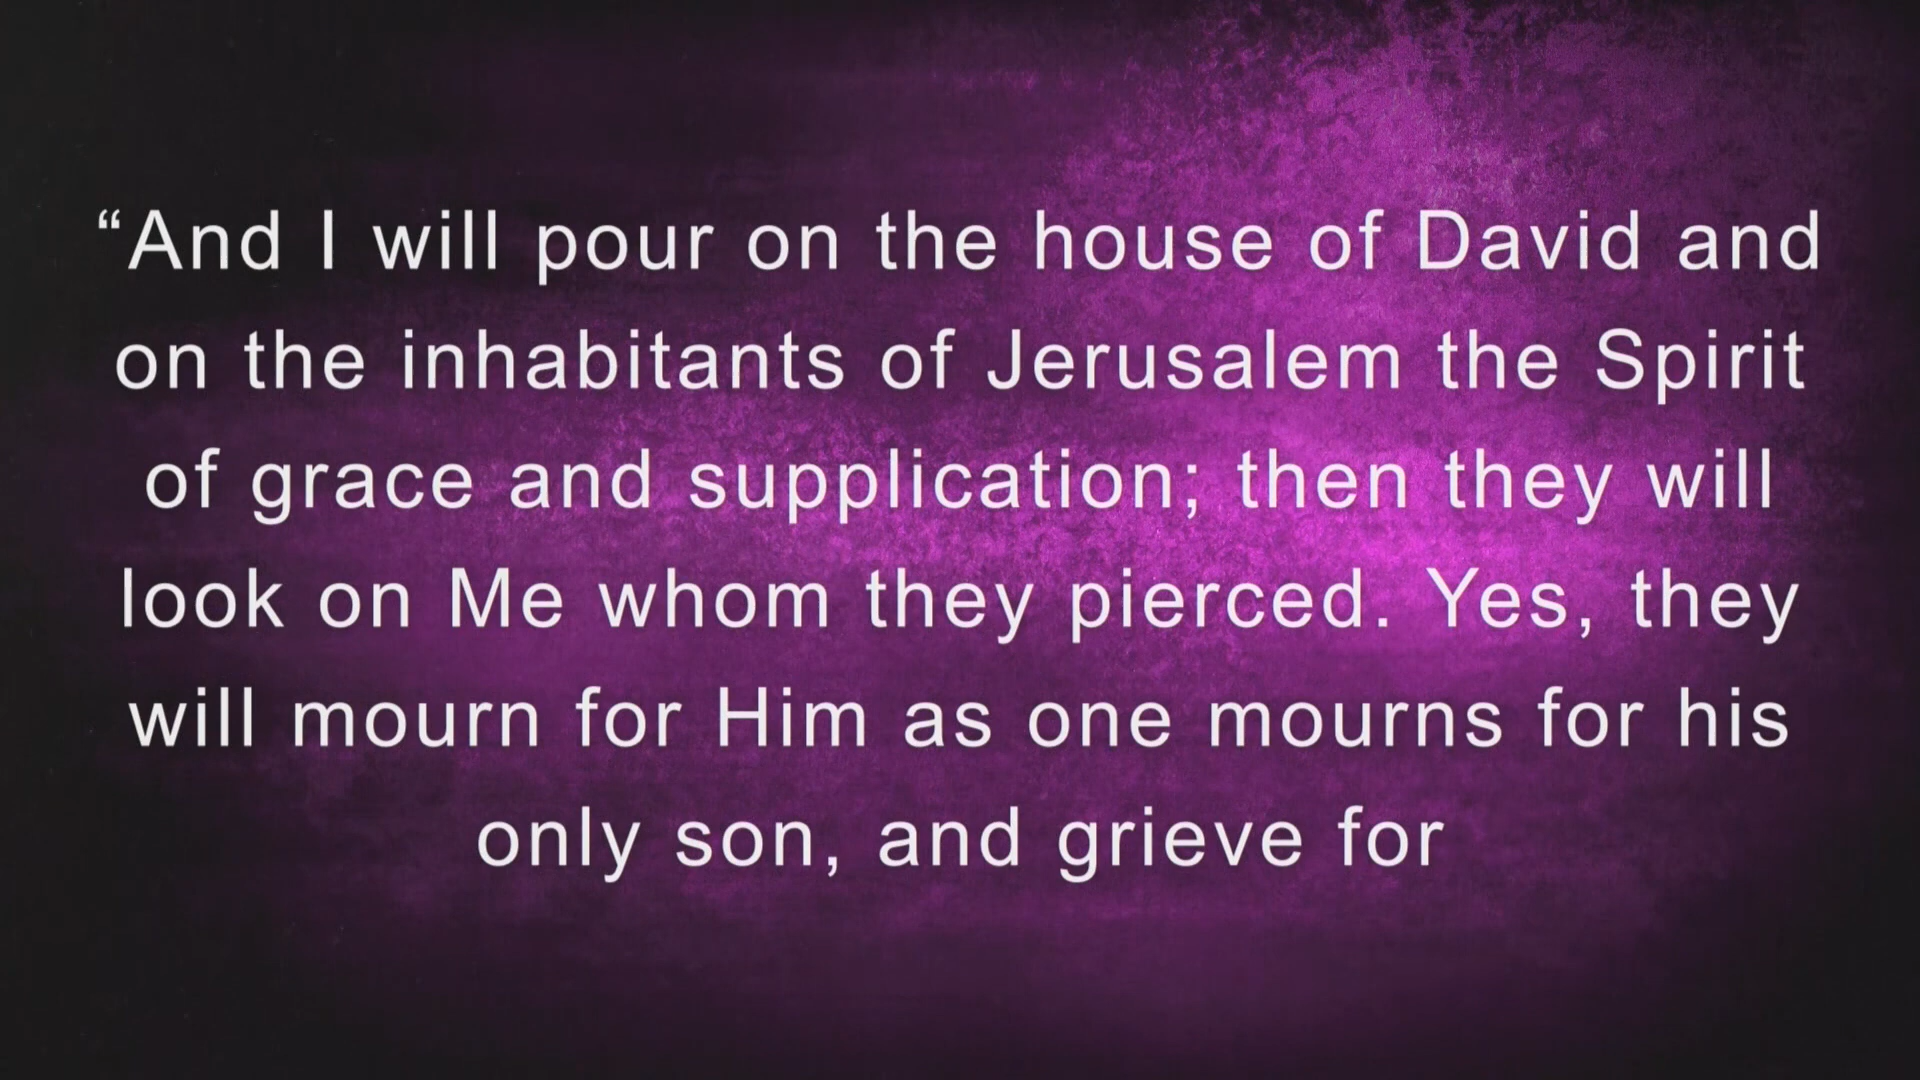 “And I will pour on the house of David and
on the inhabitants of Jerusalem the Spirit
of grace and supplication; then they will
look on Me whom they pierced. Yes, they
will mourn for Him as one mourns for his
only son, and grieve for